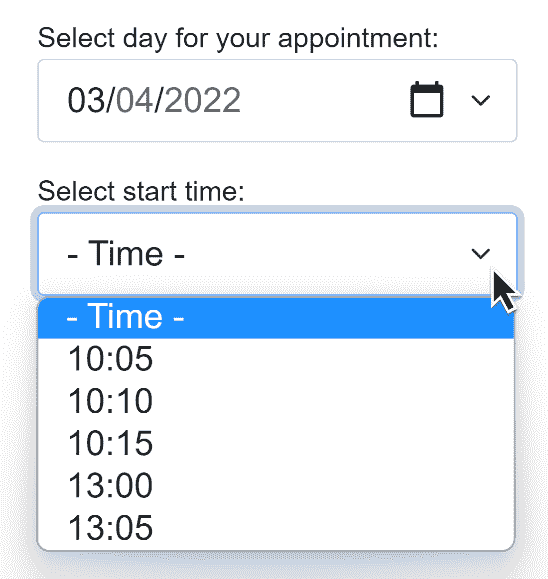 Select day for your appointment:
03/04/2022
Select start time:
- Time -
- Time -
10:05
10:10
10:15
13:00
13:05